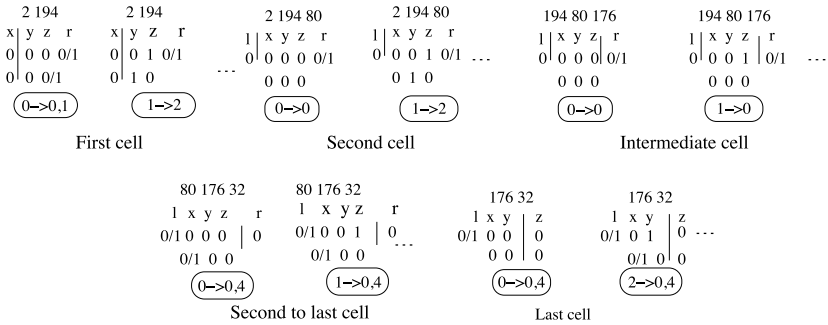 2 194
x y z r
0 0 0 0/1
0 0 0/1
0->0,1
2 194
x y z r
0 0 1 0/1
0 1 0
1->2
...
First cell
2 194 80
l x y z r
0 0 0 0 0/1
0 0 0
0->0
2 194 80
l x y z r
0 0 0 1 0/1
0 1 0
1->2
...
Second cell
194 80 176
l x y z r
0 0 0 0 0/1
0 0 0
0->0
194 80 176
l x y z r
0 0 0 1 0/1
0 0 0
1->0
...
Intermediate cell
80 176 32
l x y z r
0/1 0 0 0 0
0/1 0 0
0->0,4
80 176 32
l x y z r
0/1 0 0 1 0
0/1 0 0
1->0,4
...
Second to last cell
176 32
l x y z
0/1 0 0 0
0 0 0
0->0,4
176 32
l x y z
0/1 0 1 0
0/1 0 0
2->0,4
...
Last cell